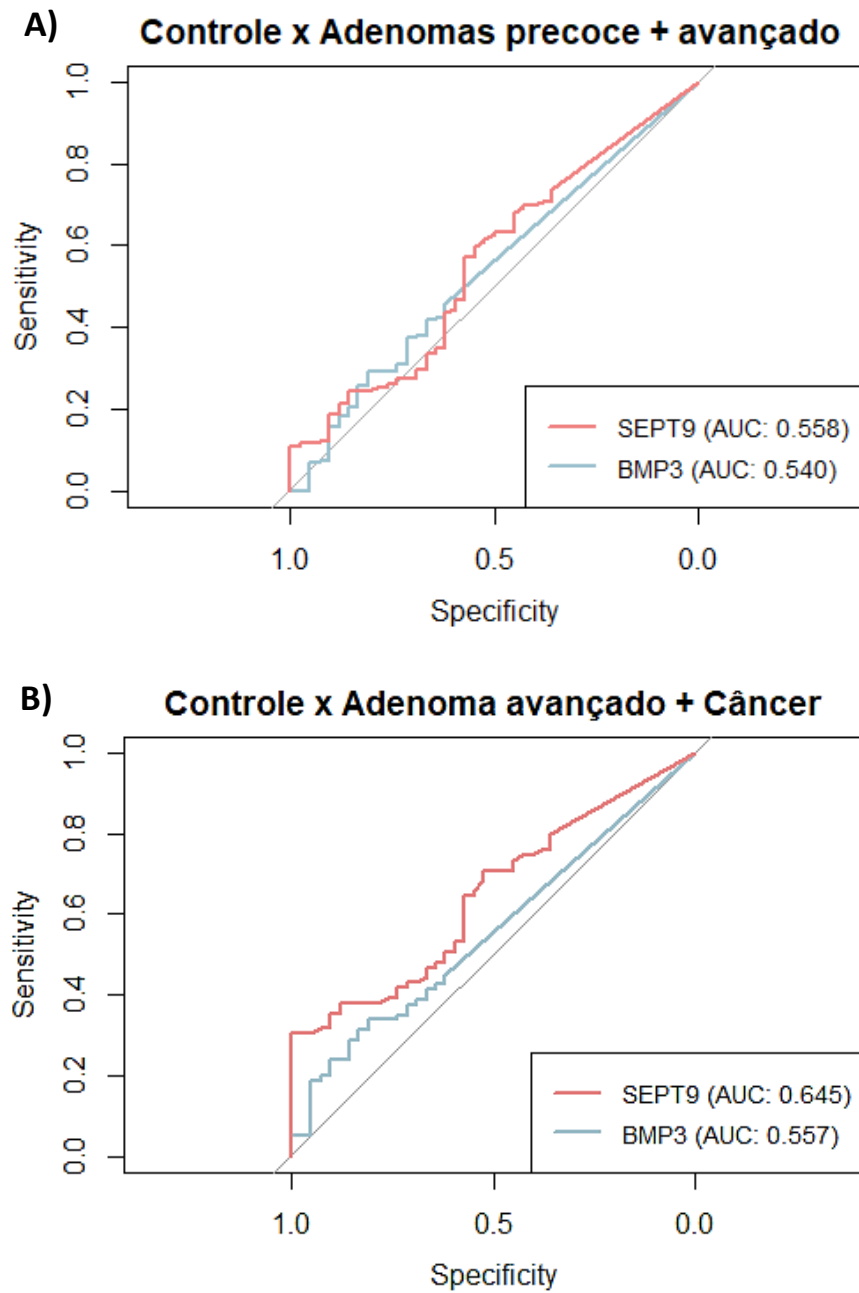 A)
Controle x Adenomas precoce + avançado
1.0
0.8
0.6
0.4
0.2
0.0
Sensitivity
SEPT9 (AUC: 0.558)
BMP3 (AUC: 0.540)
1.0 0.5 0.0
Specificity
B)
Controle x Adenoma avançado + Câncer
1.0
0.8
0.6
0.4
0.2
0.0
Sensitivity
SEPT9 (AUC: 0.645)
BMP3 (AUC: 0.557)
1.0 0.5 0.0
Specificity